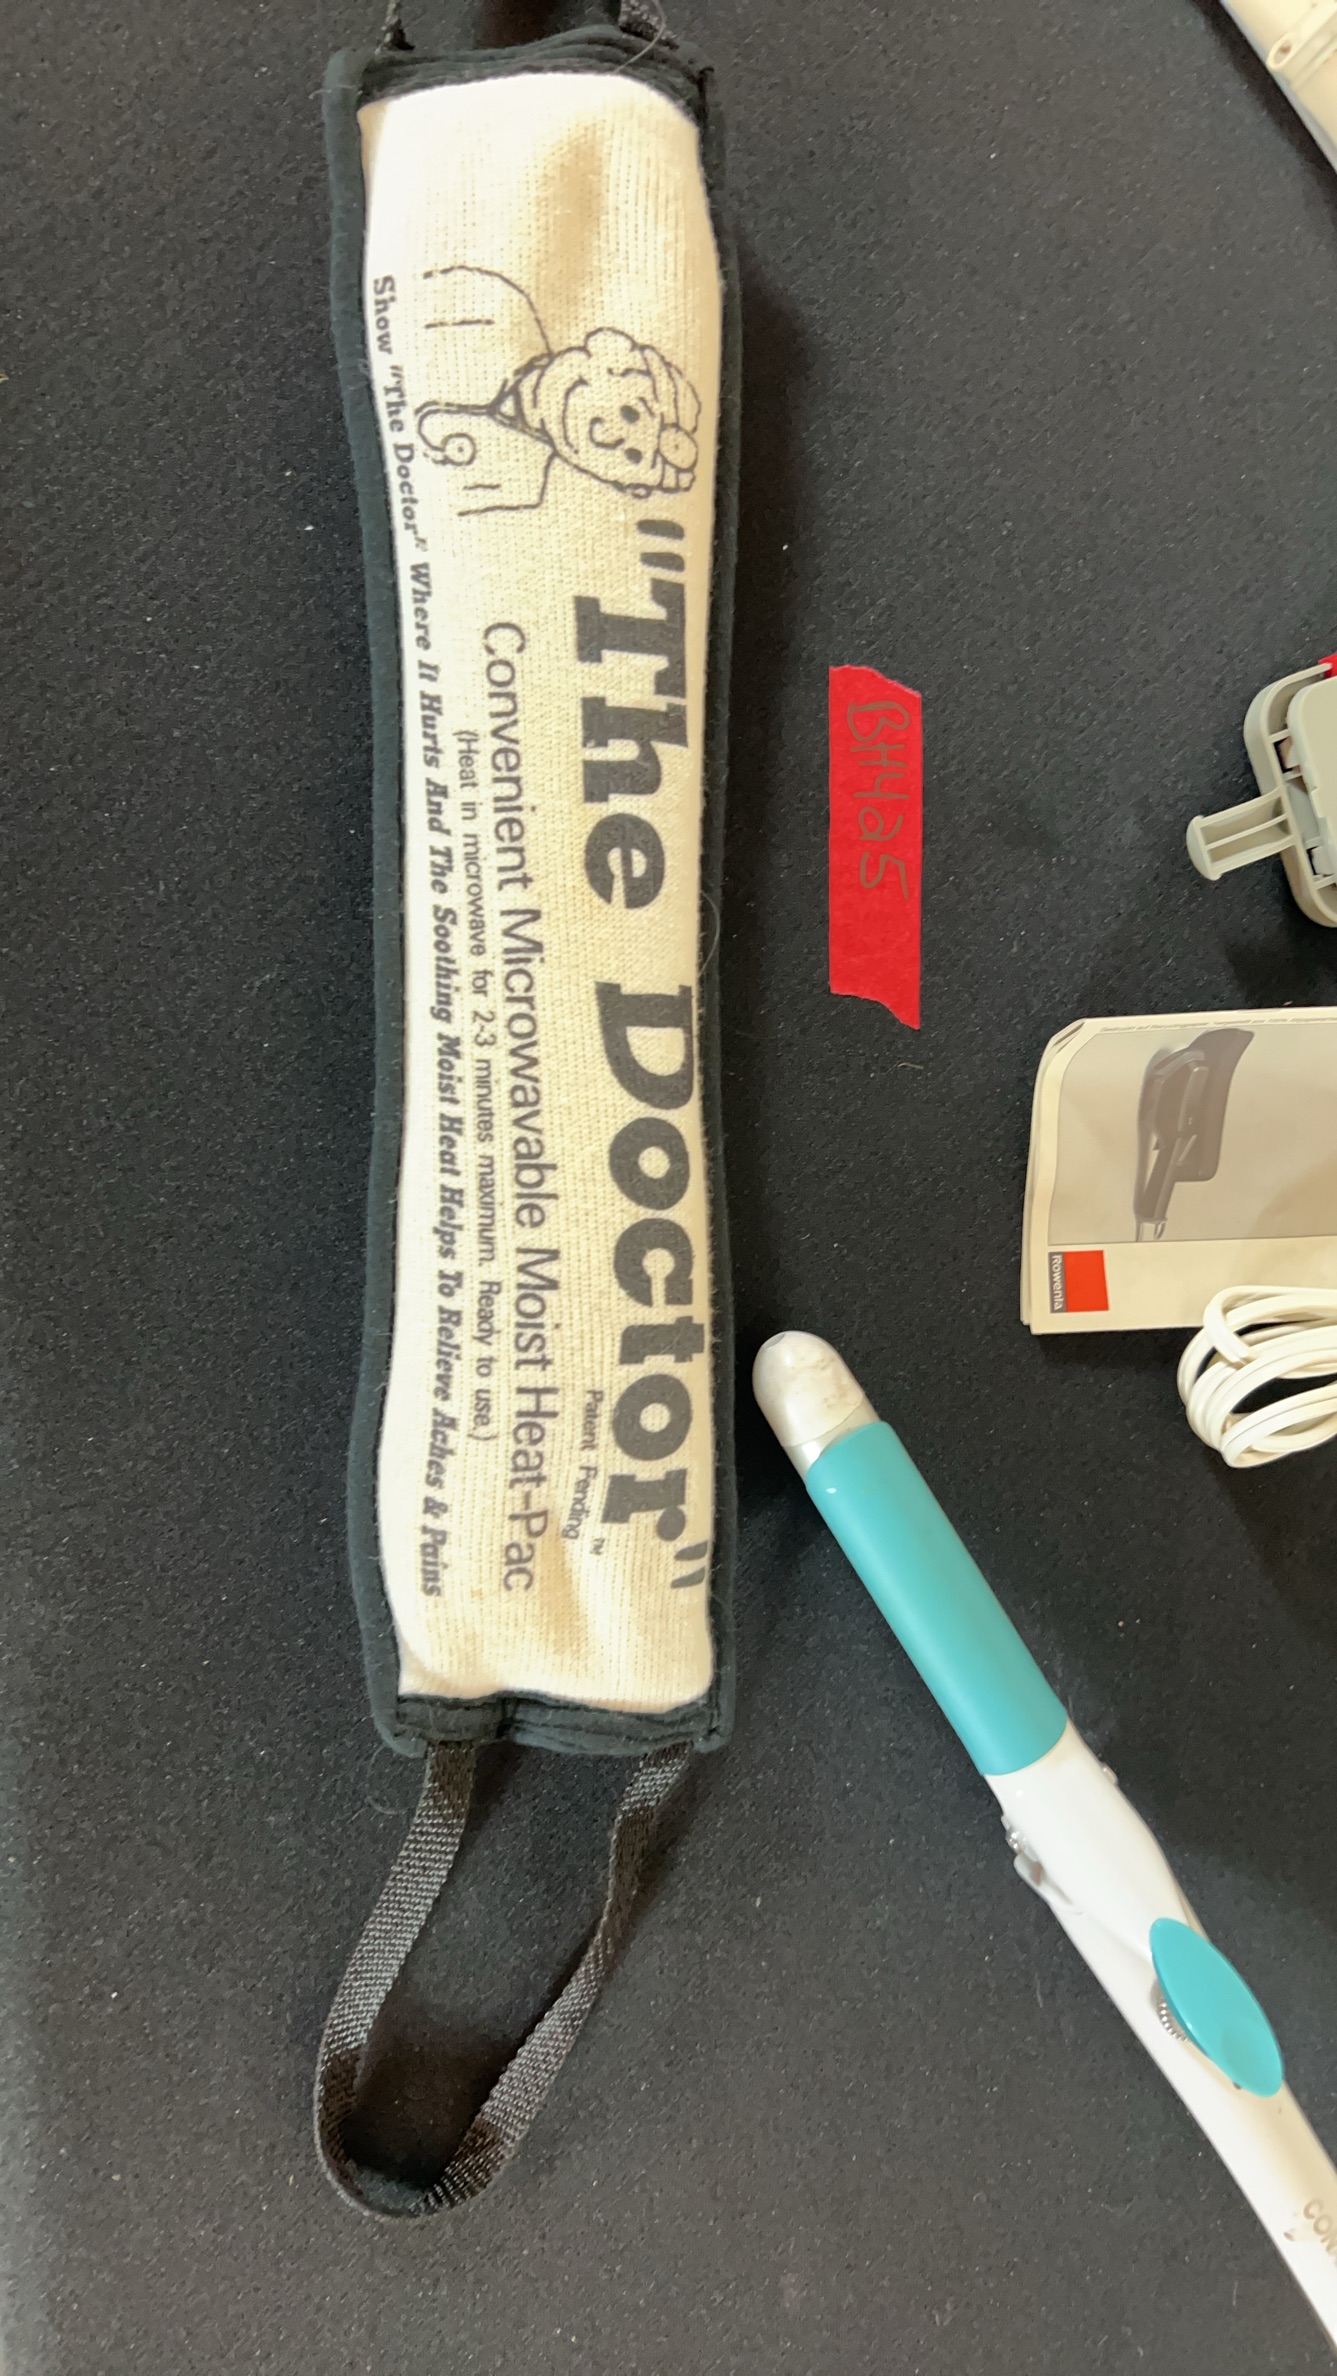 "The Doctor"
Patent Pending ™
Convenient Microwavable Moist Heat-Pac
(Heat in microwave for 2-3 minutes maximum. Ready to use.)
Show "The Doctor" Where It Hurts And The Soothing Moist Heat Helps To Relieve Aches & Pains
BH425
Rowenta